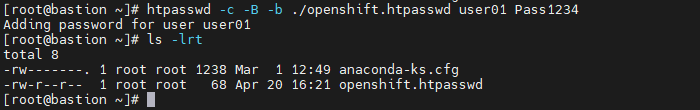 [root@bastion ~]# htpasswd -c -B -b ./openshift.htpasswd user01 Pass1234
Adding password for user user01
[root@bastion ~]# ls -lrt
total 8
-rw-------. 1 root root 1238 Mar  1 12:49 anaconda-ks.cfg
-rw-r--r--  1 root root   68 Apr 20 16:21 openshift.htpasswd
[root@bastion ~]#